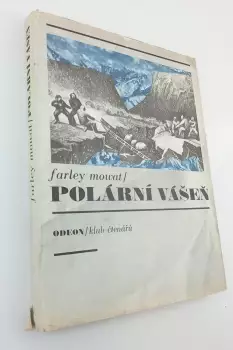 farley mowat/
POLÁRNÍ VÁŠEŇ
ODEON/klub čtenářů
farley mowat/POLÁRNÍ VÁŠEŇ